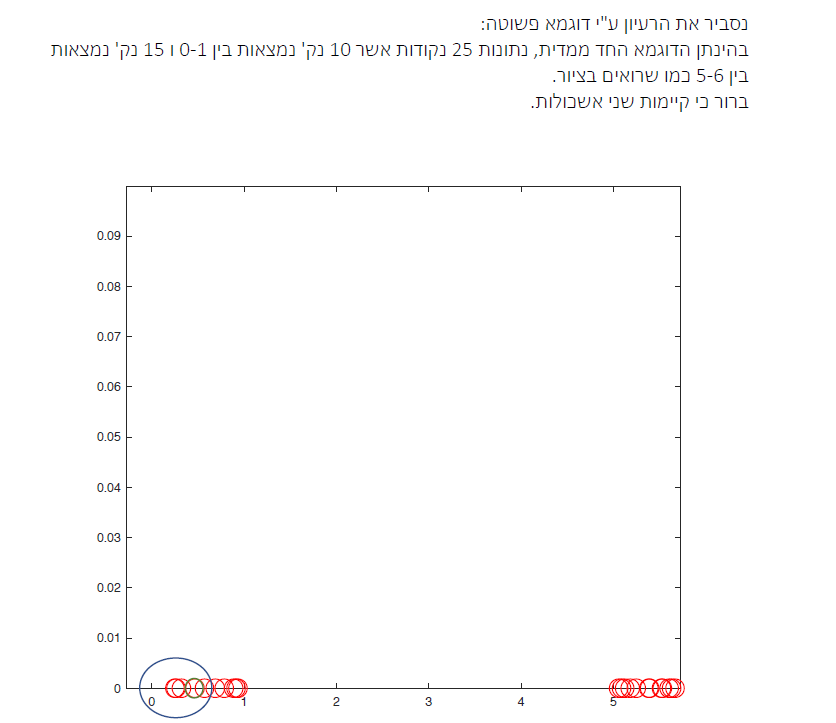 נסביר את הרעיון ע"י דוגמא פשוטה:
בהינתן הדוגמא החד ממדית, נתונות 25 נקודות אשר 10 נק' נמצאות בין 0-1 ו 15 נק' נמצאות
בין 5-6 כמו שרואים בציור.
ברור כי קיימות שני אשכולות.
0.09
0.08
0.07
0.06
0.05
0.04
0.03
0.02
0.01
0
0 1 2 3 4 5